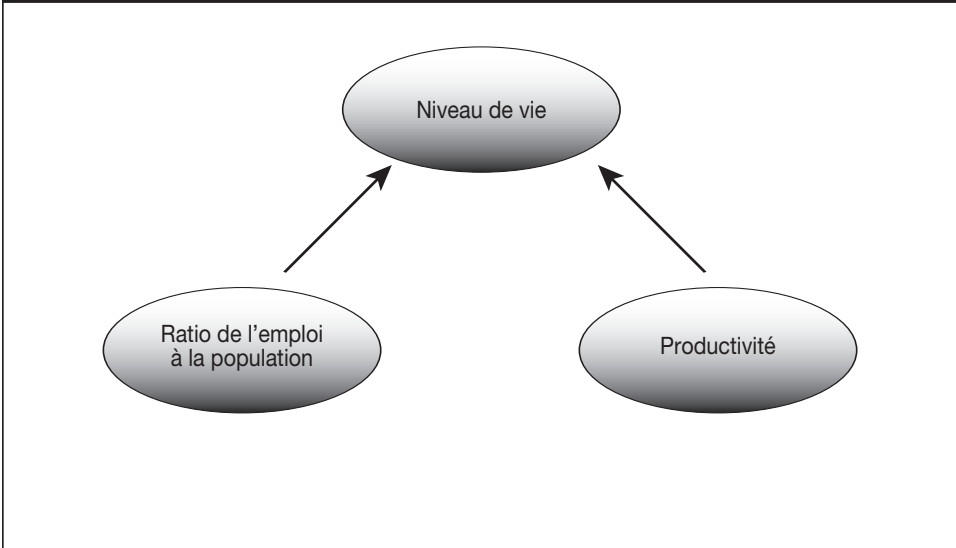 Niveau de vie
Ratio de l'emploi
à la population
Productivité